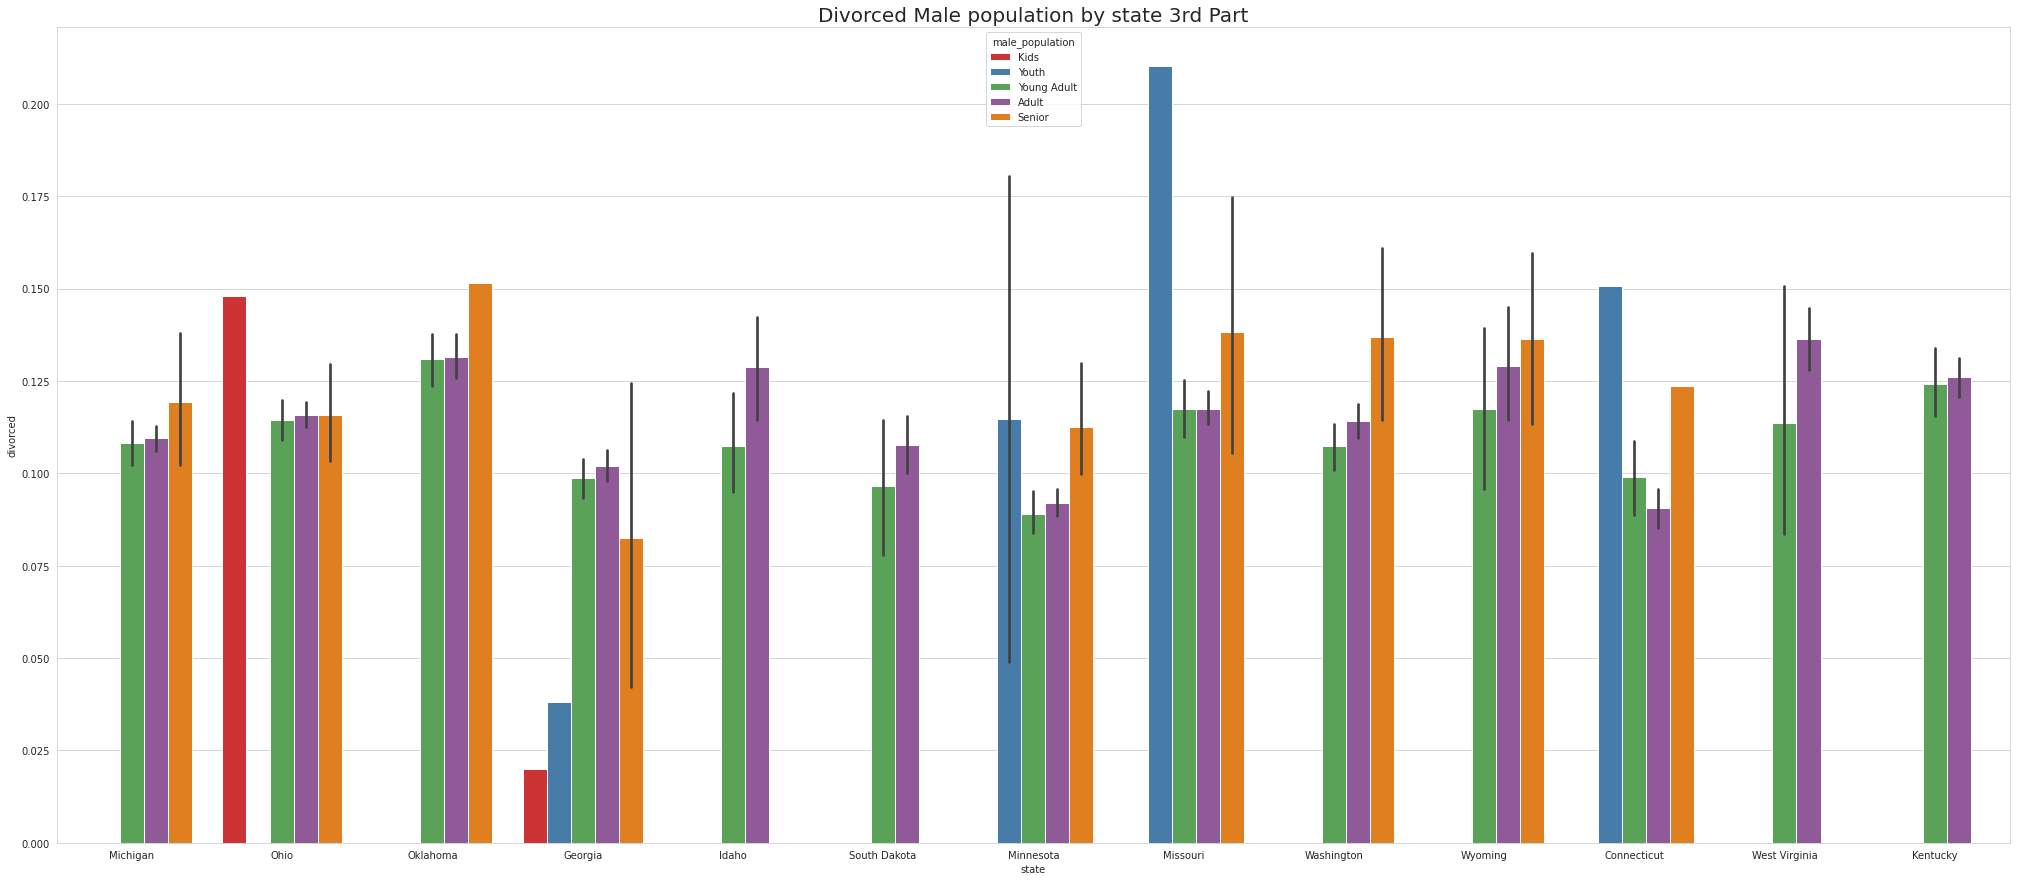 Divorced Male population by state 3rd Part
male_population
Kids
Youth
Young Adult
Adult
Senior
divorced
0.200
0.175
0.150
0.125
0.100
0.075
0.050
0.025
0.000
Michigan Ohio Oklahoma Georgia Idaho South Dakota Minnesota Missouri Washington Wyoming Connecticut West Virginia Kentucky
state